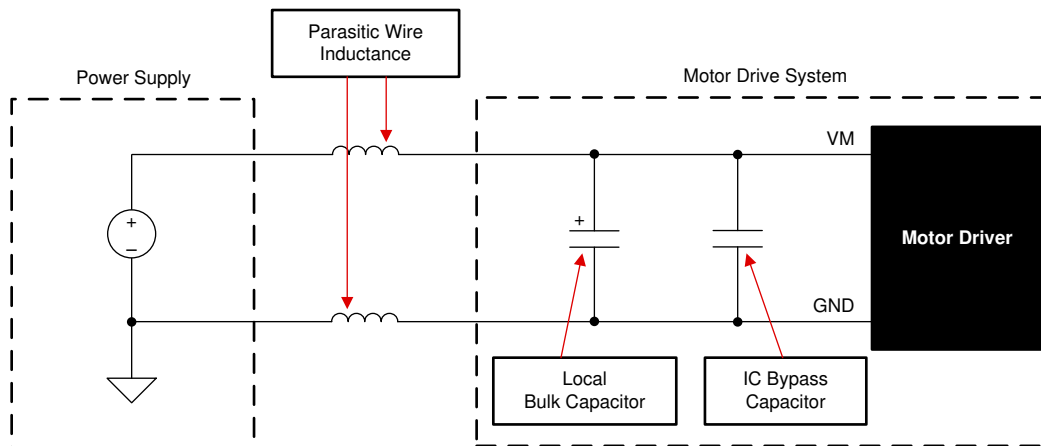 Parasitic Wire
Inductance
Power Supply
Motor Drive System
VM
+
–
+
Motor Driver
GND
Local
Bulk Capacitor
IC Bypass
Capacitor